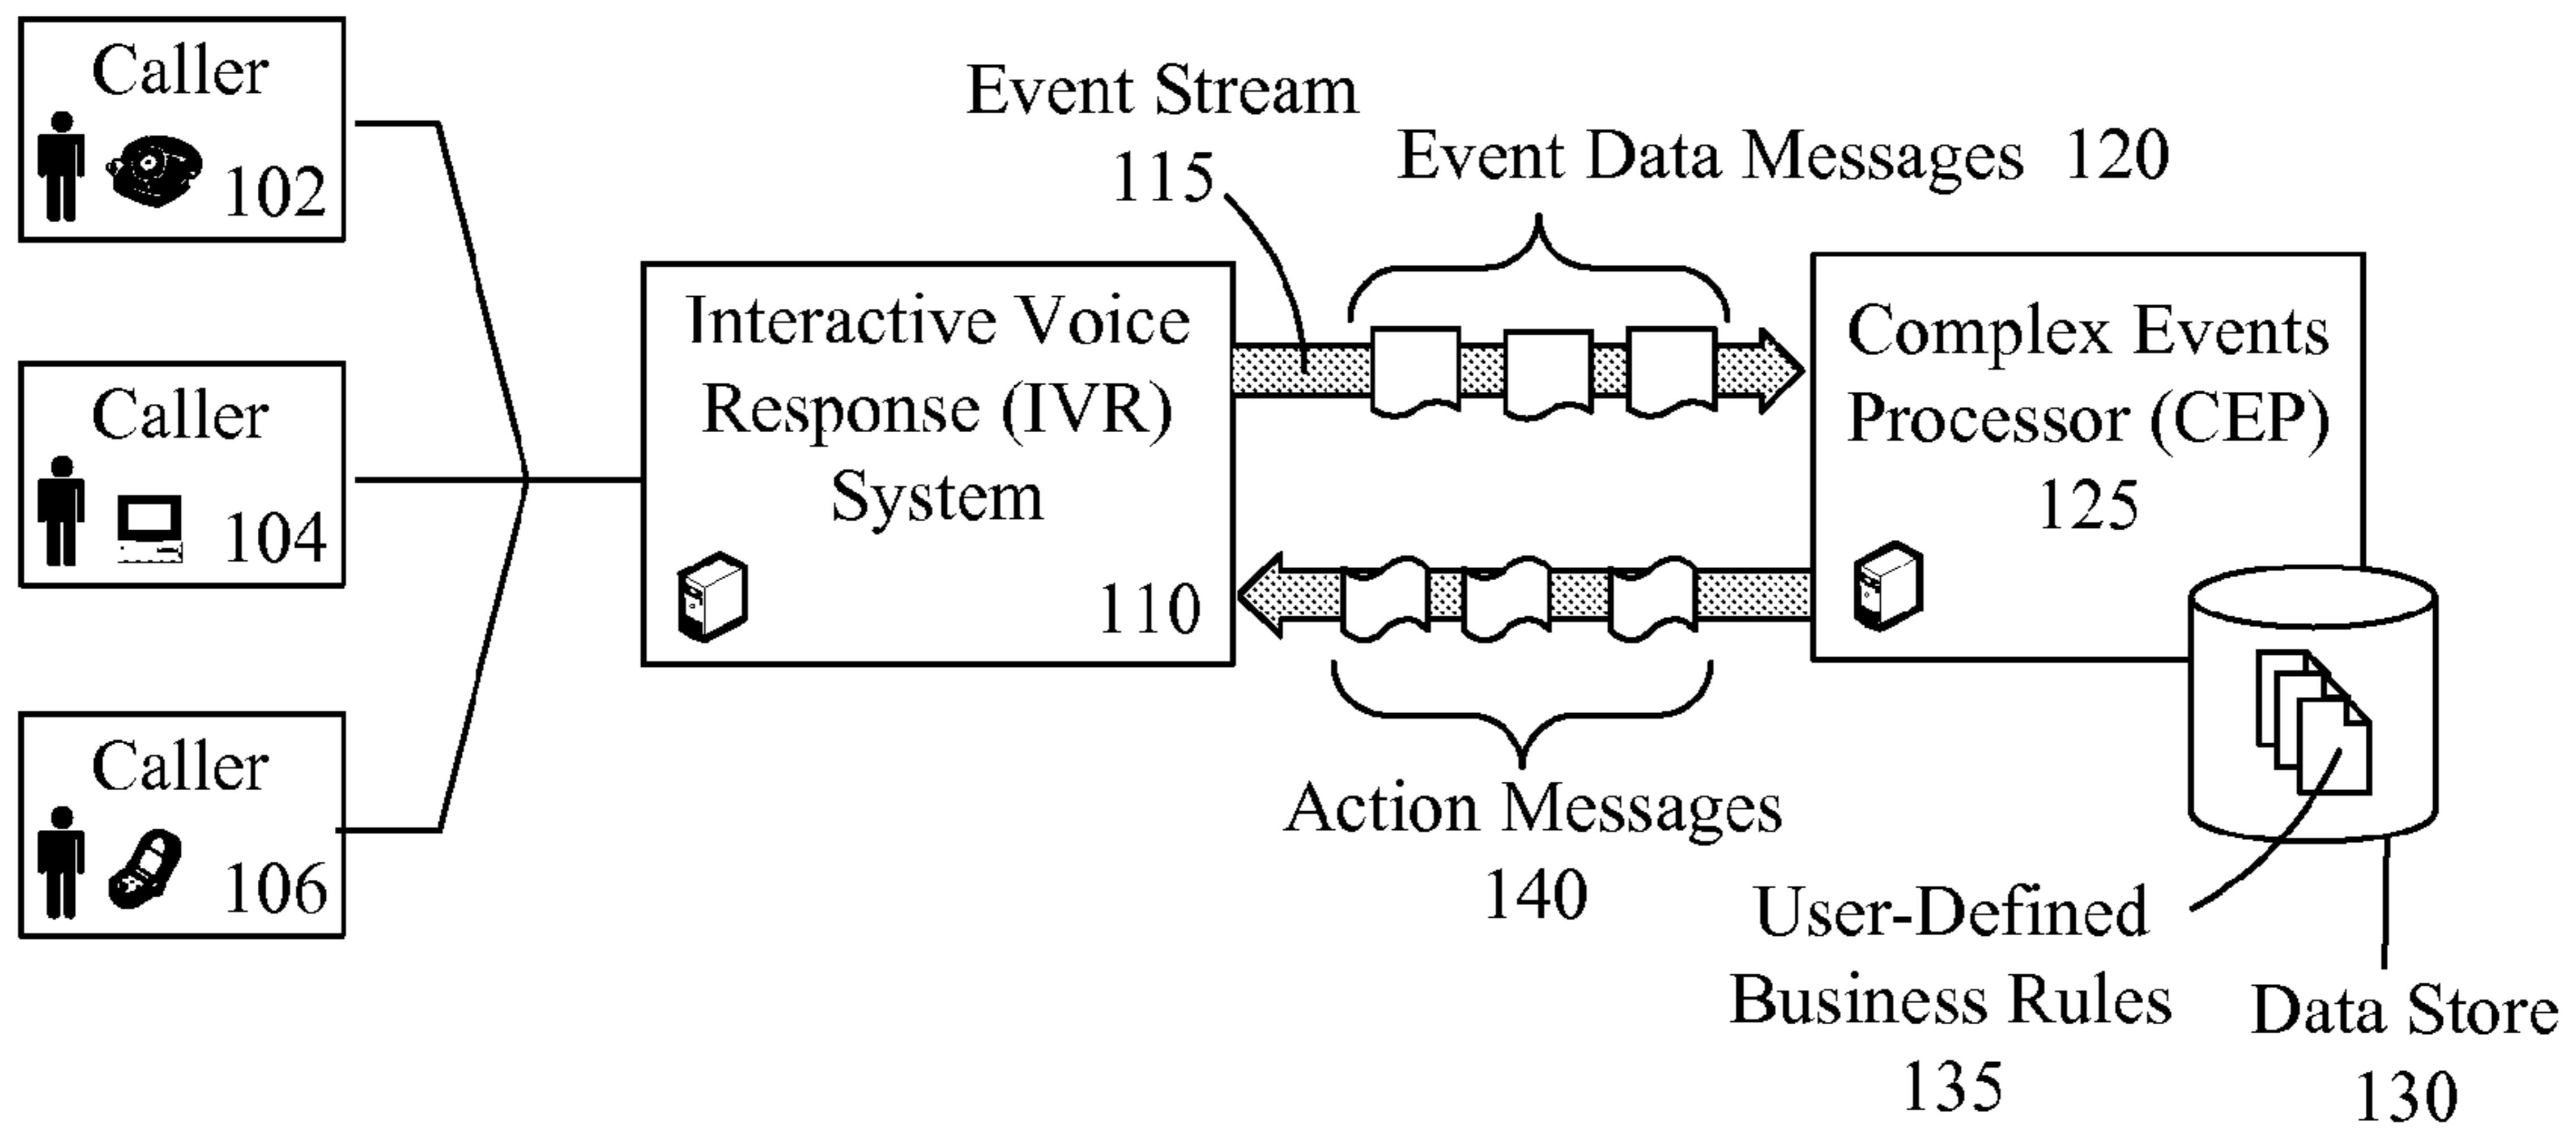 Caller
102
Caller
104
Caller
106
Interactive Voice
Response (IVR)
System
110
Event Stream
115
Event Data Messages 120
Complex Events
Processor (CEP)
125
Action Messages
140
User-Defined
Business Rules
135
Data Store
130